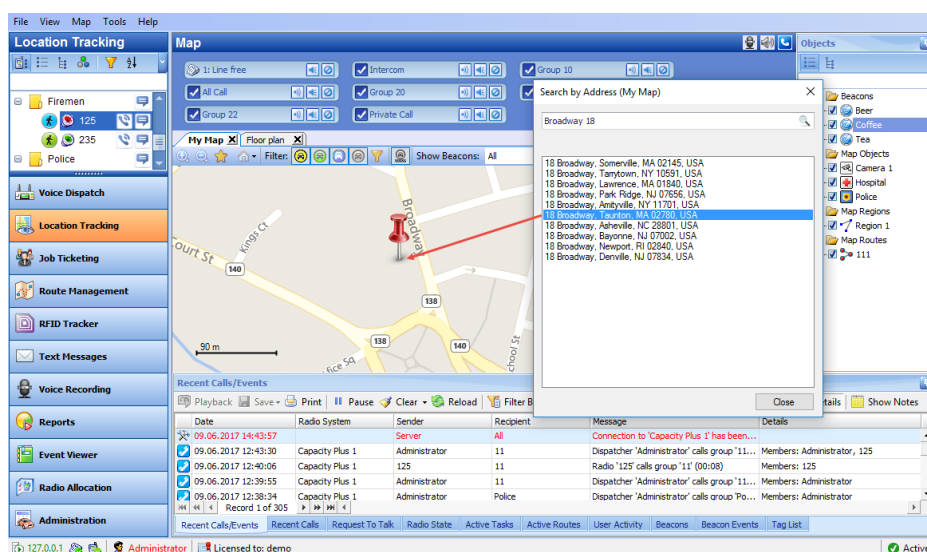 File View Map Tools Help
Location Tracking
Firemen
125
235
Police
Voice Dispatch
Location Tracking
Job Ticketing
Route Management
RFID Tracker
Text Messages
Voice Recording
Reports
Event Viewer
Radio Allocation
Administration
Map
1: Line free
Intercom
Group 10
All Call
Group 20
Group 22
Private Call
My Map X Floor plan X
Filter: Show Beacons: All
Kings Ct
Court St
Broadway
140
138
138
140
90 m
Search by Address (My Map)
Broadway 18
18 Broadway, Somerville, MA 02145, USA
18 Broadway, Tarrytown, NY 10591, USA
18 Broadway, Lawrence, MA 01840, USA
18 Broadway, Park Ridge, NJ 07656, USA
18 Broadway, Amityville, NY 11701, USA
18 Broadway, Taunton, MA 02780, USA
18 Broadway, Asheville, NC 28801, USA
18 Broadway, Bayonne, NJ 07002, USA
18 Broadway, Newport, RI 02840, USA
18 Broadway, Denville, NJ 07834, USA
Close
Objects
Beacons
Beer
Coffee
Tea
Map Objects
Camera 1
Hospital
Police
Map Regions
Region 1
Map Routes
111
Recent Calls/Events
Playback Save Print Pause Clear Reload Filter Show Notes
Date Radio System Sender Recipient Message Details
09.06.2017 14:43:57 Server All Connection to 'Capacity Plus 1' has been...
09.06.2017 12:43:30 Capacity Plus 1 Administrator 11 Dispatcher 'Administrator' calls group '11... Members: Administrator, 125
09.06.2017 12:40:06 Capacity Plus 1 125 11 Radio '125' calls group '11' (00:08) Members: 125
09.06.2017 12:39:55 Capacity Plus 1 Administrator 11 Dispatcher 'Administrator' calls group '11... Members: Administrator
09.06.2017 12:38:34 Capacity Plus 1 Administrator Police Dispatcher 'Administrator' calls group 'Po... Members: Administrator
Record 1 of 305
Recent Calls/Events Recent Calls Request To Talk Radio State Active Tasks Active Routes User Activity Beacons Beacon Events Tag List
127.0.0.1 Administrator Licensed to: demo Active